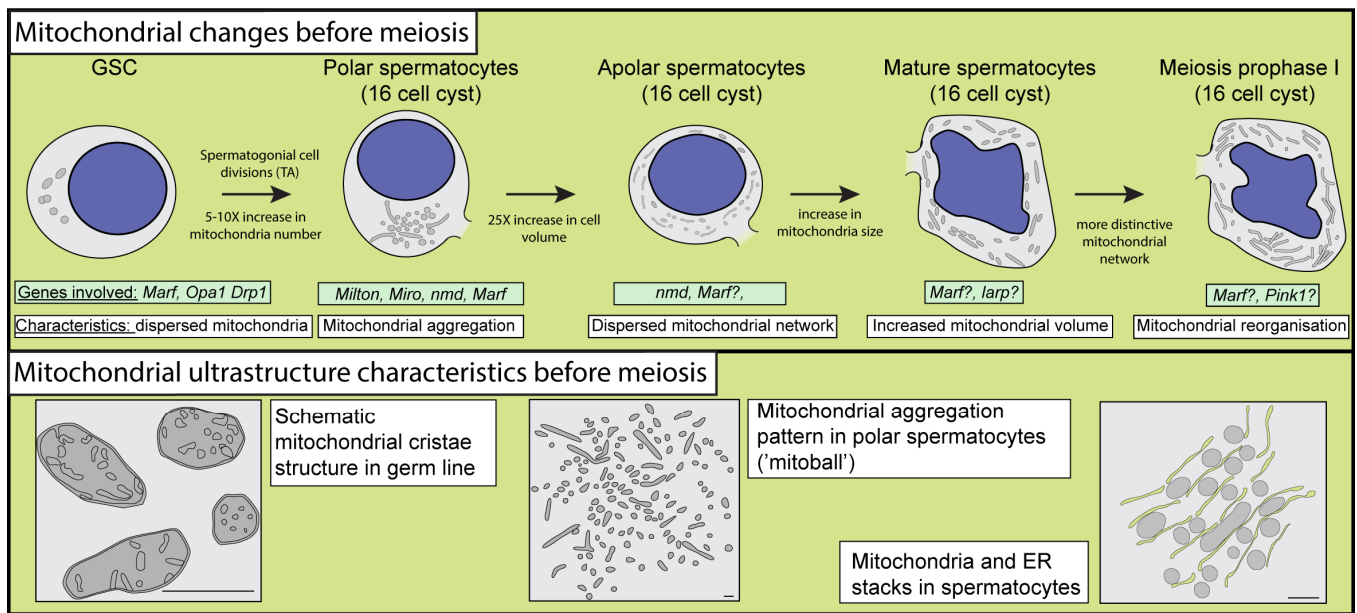 Mitochondrial changes before meiosis
GSC
Polar spermatocytes
(16 cell cyst)
Apolar spermatocytes
(16 cell cyst)
Mature spermatocytes
(16 cell cyst)
Meiosis prophase I
(16 cell cyst)
Spermatogonial cell
divisions (TA)
5-10X increase in
mitochondria number
25X increase in cell
volume
increase in
mitochondria size
more distinctive
mitochondrial
network
Genes involved: Marf, Opa1 Drp1
Milton, Miro, nmd, Marf
nmd, Marf?,
Marf?, larp?
Marf?, Pink1?
Characteristics: dispersed mitochondria
Mitochondrial aggregation
Dispersed mitochondrial network
Increased mitochondrial volume
Mitochondrial reorganisation
Mitochondrial ultrastructure characteristics before meiosis
Schematic
mitochondrial cristae
structure in germ line
Mitochondrial aggregation
pattern in polar spermatocytes
('mitoball')
Mitochondria and ER
stacks in spermatocytes